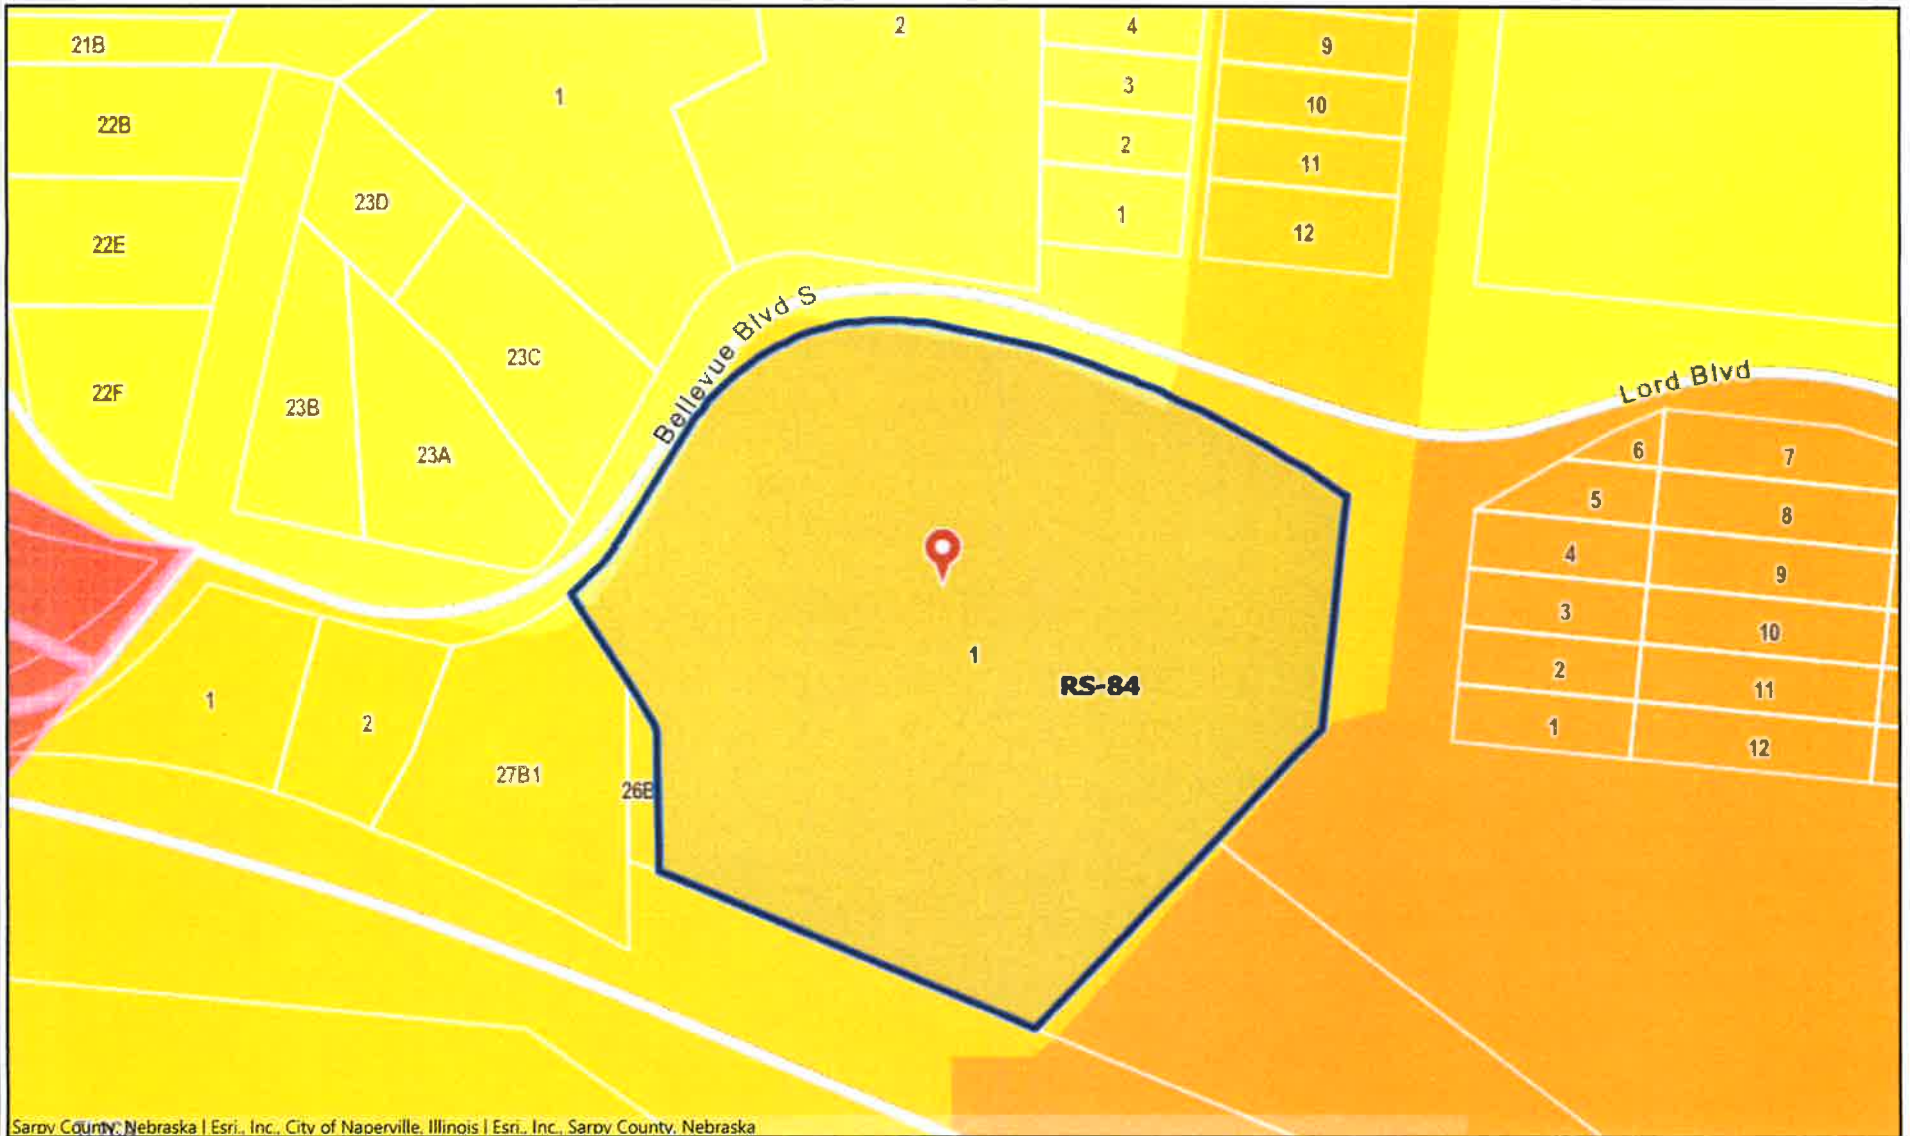 21B
1
2
4
9
22B
3
10
23D
2
11
22E
1
12
Bellevue Blvd S
23C
22F
23B
Lord Blvd
23A
6
7
5
8
4
9
3
10
1
RS-84
2
11
1
2
1
12
27B1
26B
Sarpy County, Nebraska | Esri., Inc., City of Naperville, Illinois | Esri., Inc., Sarpy County, Nebraska